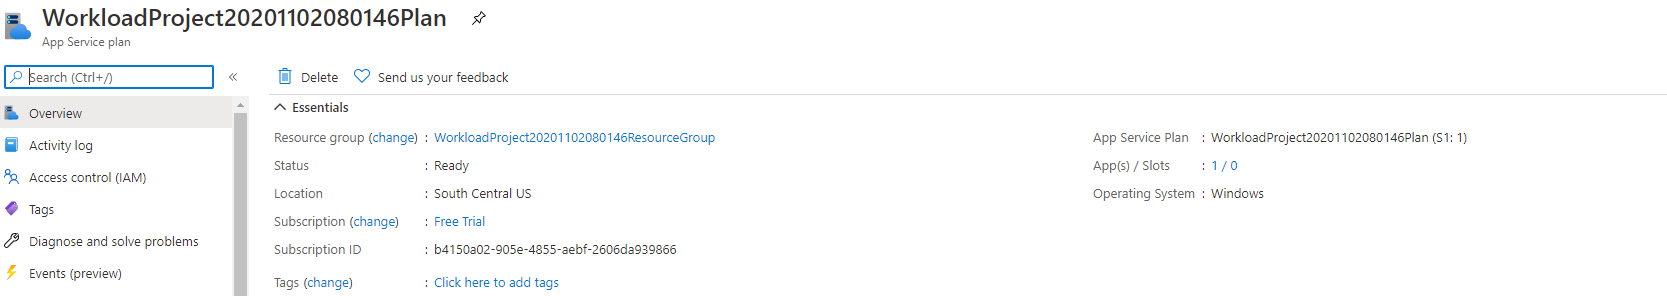 WorkloadProject20201102080146Plan
App Service plan
Search (Ctrl+/)
«
Delete
Send us your feedback
Essentials
Overview
Activity log
Access control (IAM)
Tags
Diagnose and solve problems
Events (preview)
Resource group (change) : WorkloadProject20201102080146ResourceGroup
Status : Ready
Location : South Central US
Subscription (change) : Free Trial
Subscription ID : b4150a02-905e-4855-aebf-2606da939866
Tags (change) : Click here to add tags
App Service Plan : WorkloadProject20201102080146Plan (S1: 1)
App(s) / Slots : 1 / 0
Operating System : Windows